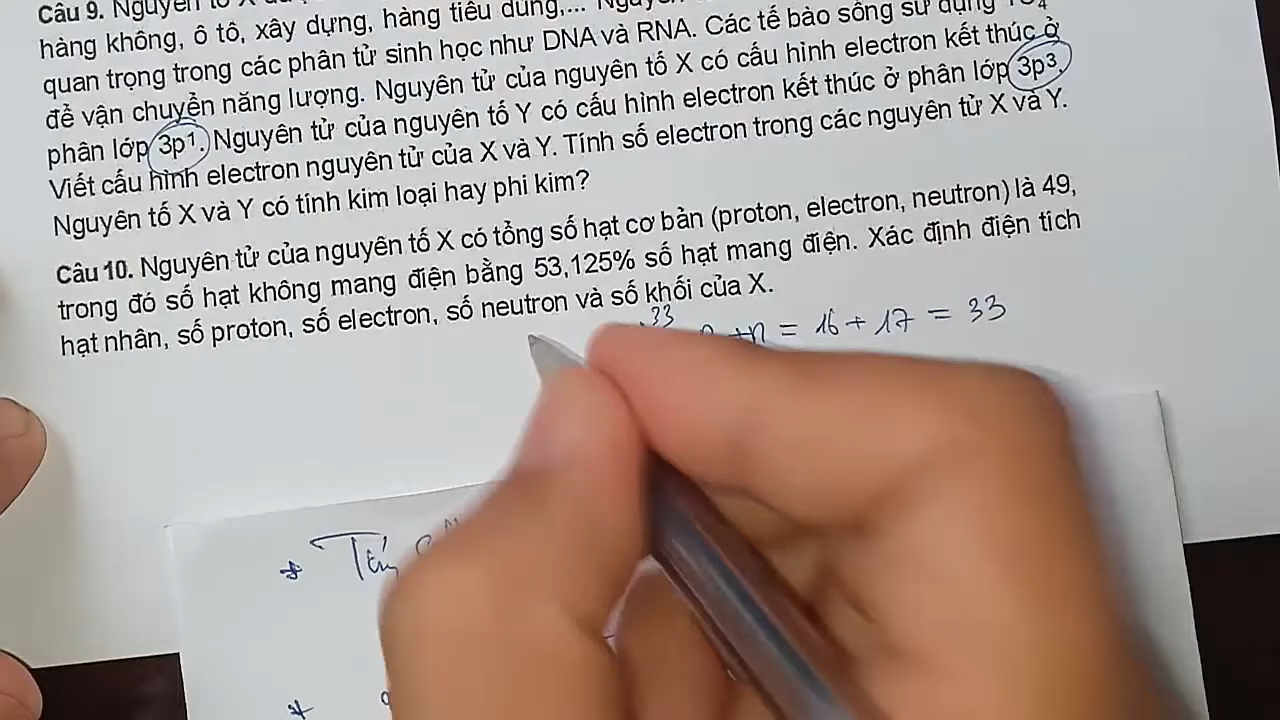 Câu 9. Nguyên tố X
hàng không, ô tô, xây dựng, hàng tiêu dùng,...
quan trọng trong các phân tử sinh học như DNA và RNA. Các tế bào sống sử dụng
để vận chuyển năng lượng. Nguyên tử của nguyên tố X có cấu hình electron kết thúc ở
phân lớp 3p¹. Nguyên tử của nguyên tố Y có cấu hình electron kết thúc ở phân lớp 3p³.
Viết cấu hình electron nguyên tử của X và Y. Tính số electron trong các nguyên tử X và Y.
Nguyên tố X và Y có tính kim loại hay phi kim?
Câu 10. Nguyên tử của nguyên tố X có tổng số hạt cơ bản (proton, electron, neutron) là 49,
trong đó số hạt không mang điện bằng 53,125% số hạt mang điện. Xác định điện tích
hạt nhân, số proton, số electron, số neutron và số khối của X.
33
+n = 16 + 17 = 33
*
*